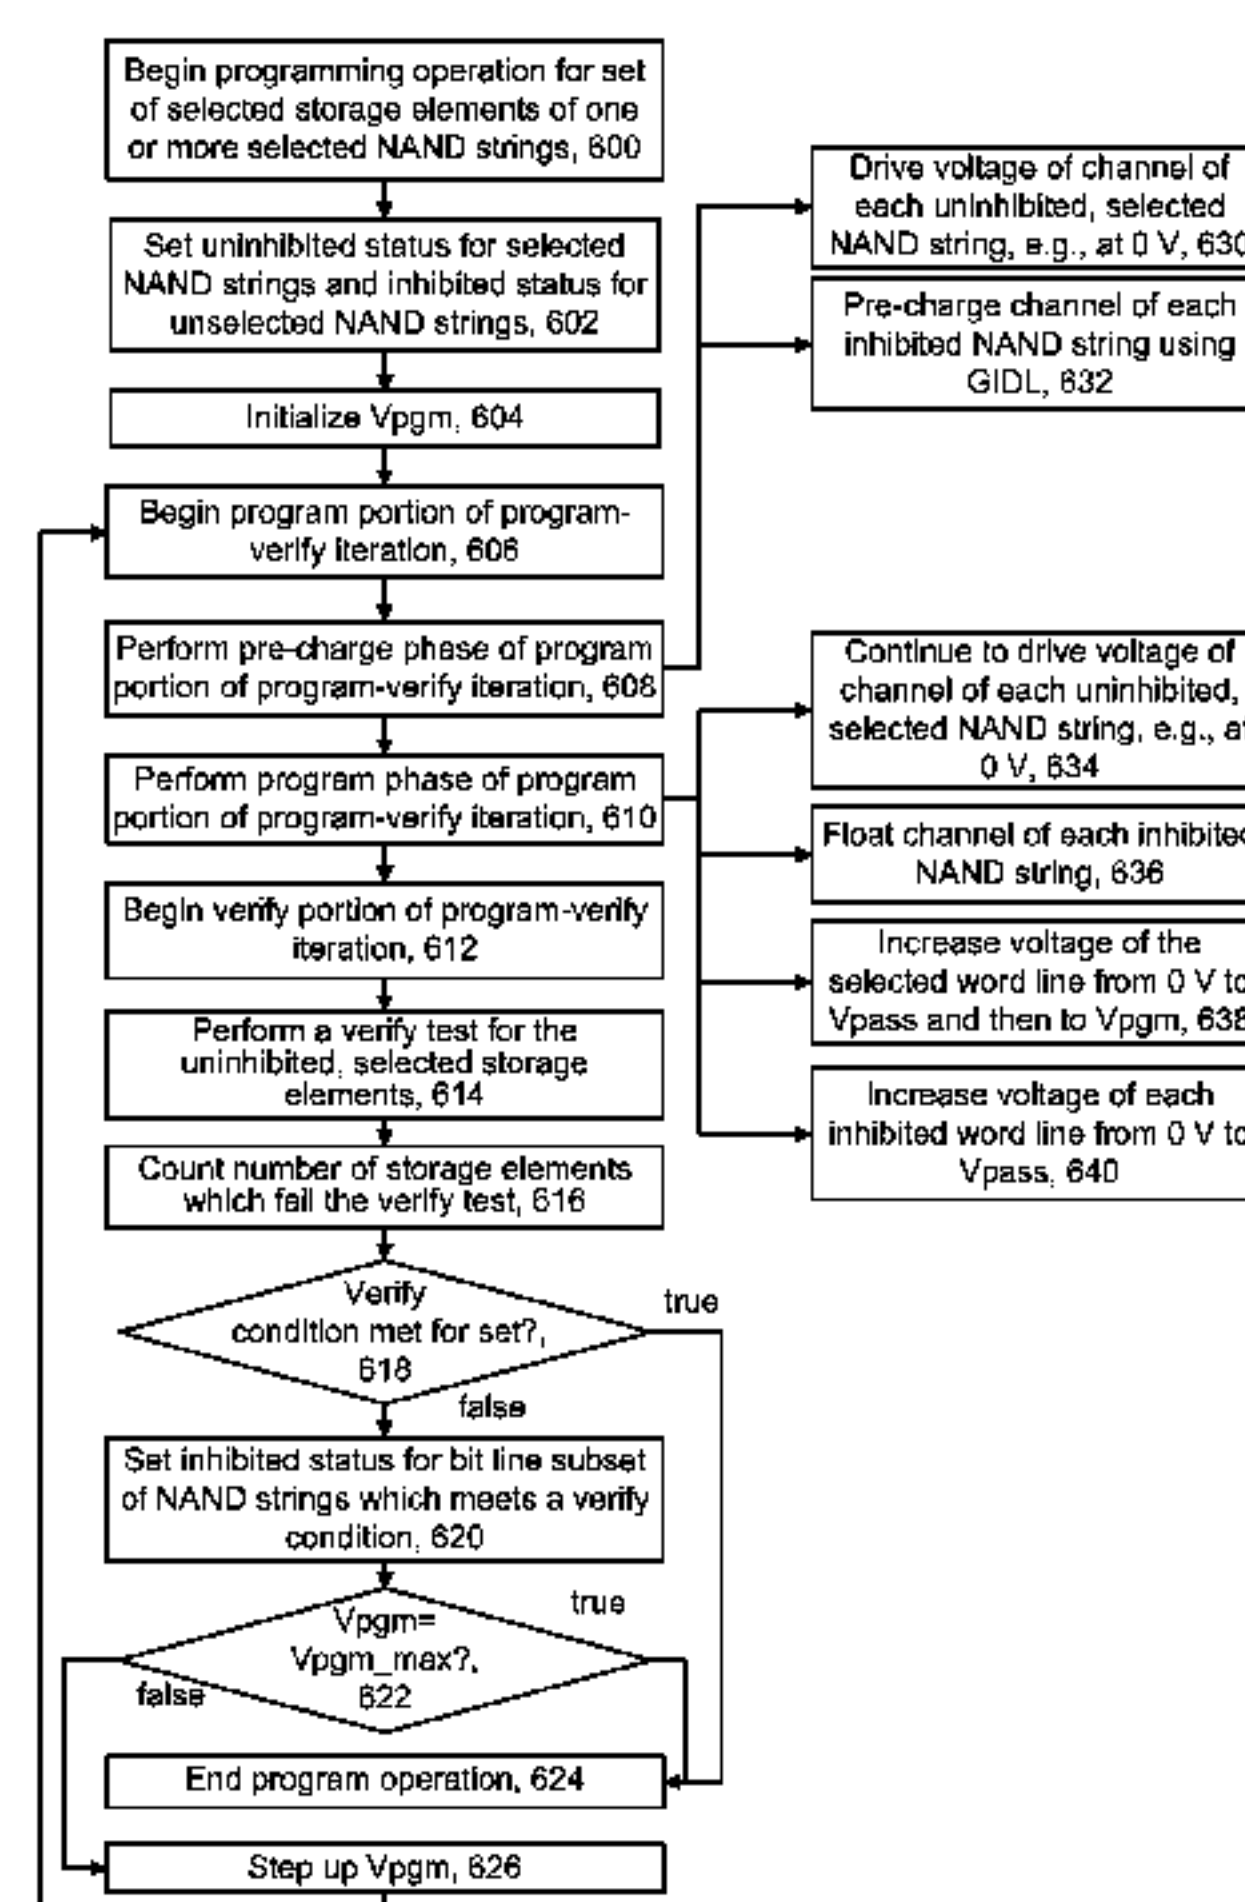 Begin programming operation for set
of selected storage elements of one
or more selected NAND strings, 600
Set uninhibited status for selected
NAND strings and inhibited status for
unselected NAND strings, 602
Initialize Vpgm, 604
Begin program portion of program-
verify iteration, 606
Perform pre-charge phase of program
portion of program-verify iteration, 608
Perform program phase of program
portion of program-verify iteration, 610
Begin verify portion of program-verify
iteration, 612
Perform a verify test for the
uninhibited, selected storage
elements, 614
Count number of storage elements
which fail the verify test, 616
Verify
condition met for set?,
618
true
false
Set inhibited status for bit line subset
of NAND strings which meets a verify
condition, 620
Vpgm=
Vpgm_max?,
622
true
false
End program operation, 624
Step up Vpgm, 626
Drive voltage of channel of
each uninhibited, selected
NAND string, e.g., at 0 V, 630
Pre-charge channel of each
inhibited NAND string using
GIDL, 632
Continue to drive voltage of
channel of each uninhibited,
selected NAND string, e.g., at
0 V, 634
Float channel of each inhibited
NAND string, 636
Increase voltage of the
selected word line from 0 V to
Vpass and then to Vpgm, 638
Increase voltage of each
inhibited word line from 0 V to
Vpass, 640